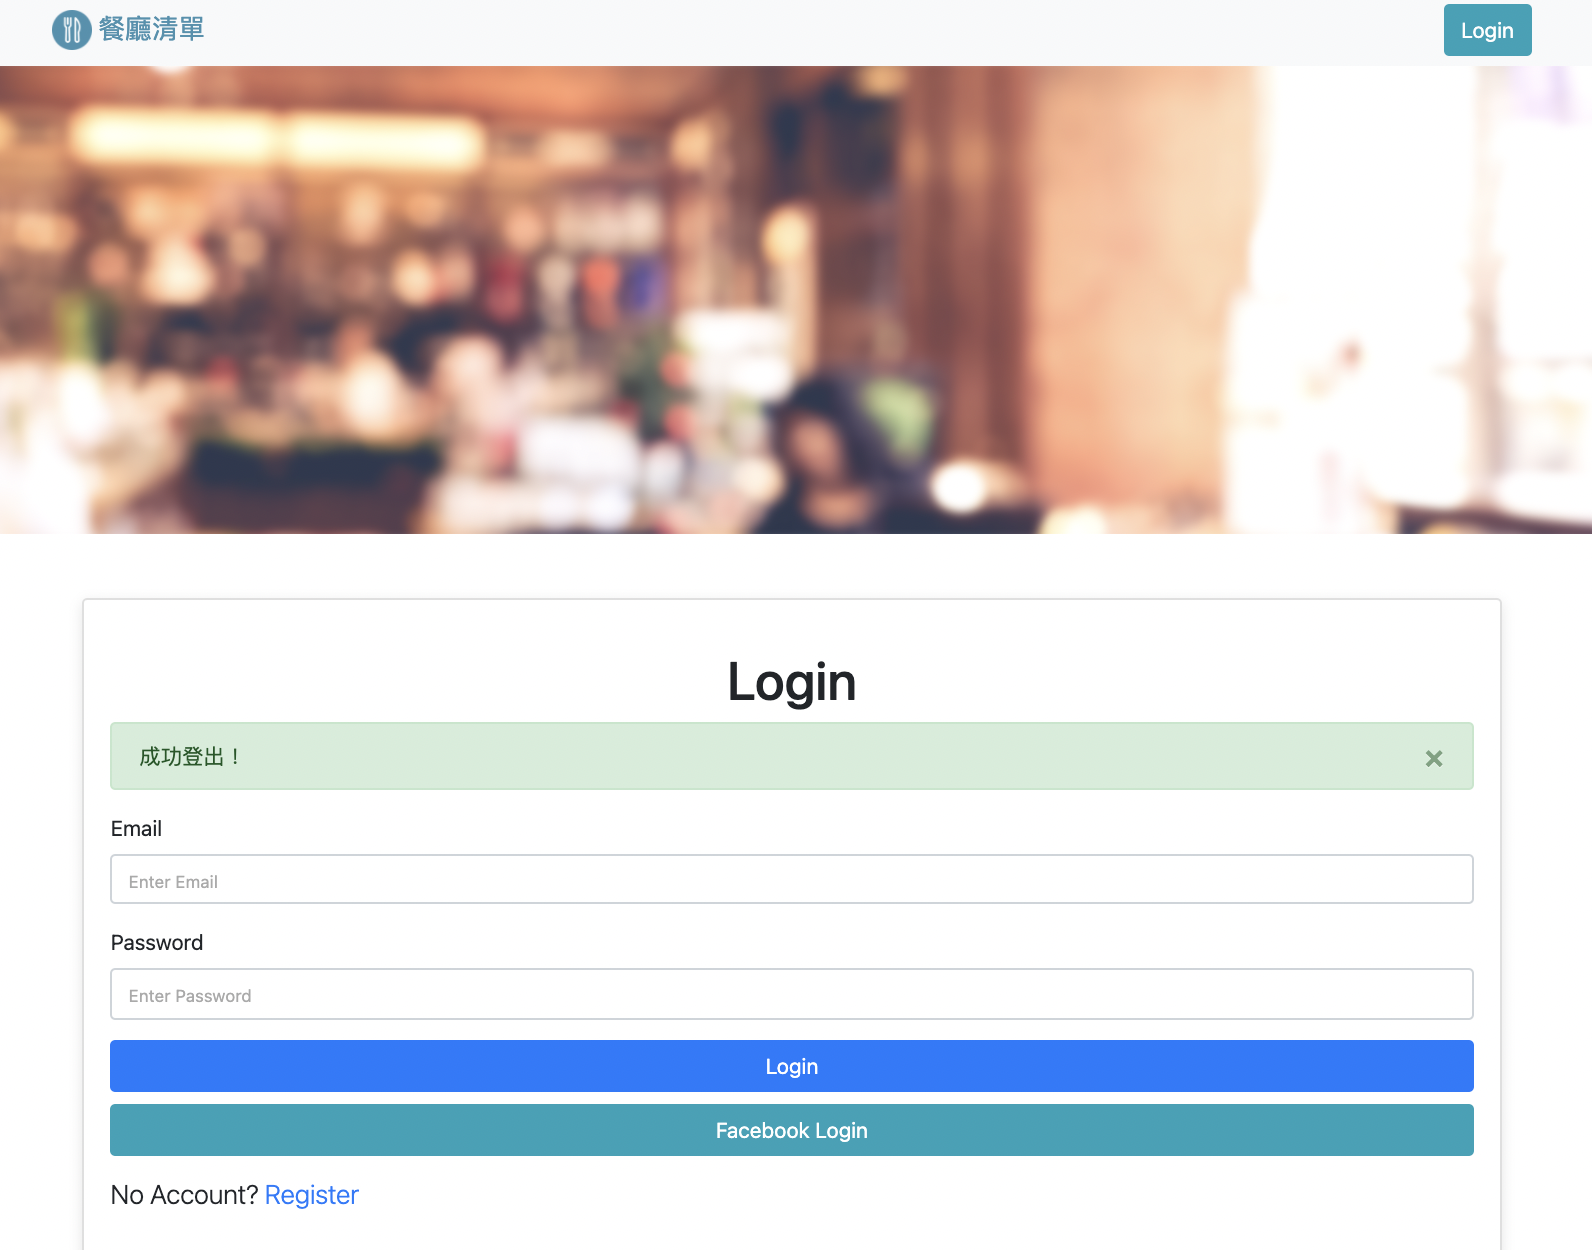 餐廳清單
Login
Login
成功登出！
×
Email
Enter Email
Password
Enter Password
Login
Facebook Login
No Account? Register